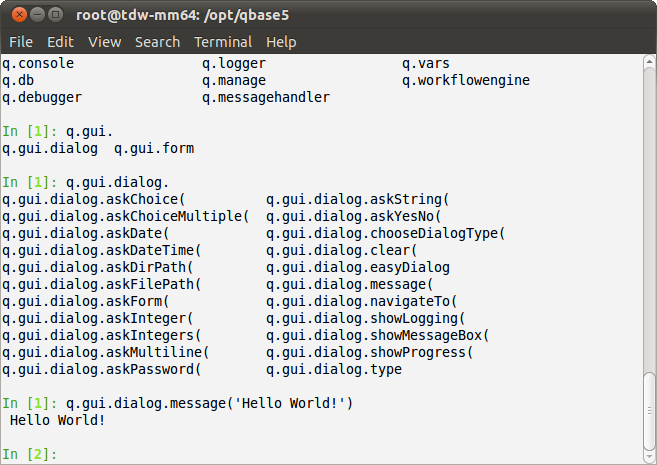 root@tdw-mm64: /opt/qbase5
File Edit View Search Terminal Help
q.console                q.logger                 q.vars
q.db                     q.manage                 q.workflowengine
q.debugger               q.messagehandler
In [1]: q.gui.
q.gui.dialog  q.gui.form
In [1]: q.gui.dialog.
q.gui.dialog.askChoice(          q.gui.dialog.askString(
q.gui.dialog.askChoiceMultiple(  q.gui.dialog.askYesNo(
q.gui.dialog.askDate(            q.gui.dialog.chooseDialogType(
q.gui.dialog.askDateTime(        q.gui.dialog.clear(
q.gui.dialog.askDirPath(         q.gui.dialog.easyDialog
q.gui.dialog.askFilePath(        q.gui.dialog.message(
q.gui.dialog.askForm(            q.gui.dialog.navigateTo(
q.gui.dialog.askInteger(         q.gui.dialog.showLogging(
q.gui.dialog.askIntegers(        q.gui.dialog.showMessageBox(
q.gui.dialog.askMultiline(       q.gui.dialog.showProgress(
q.gui.dialog.askPassword(        q.gui.dialog.type
In [1]: q.gui.dialog.message('Hello World!')
 Hello World!
In [2]: